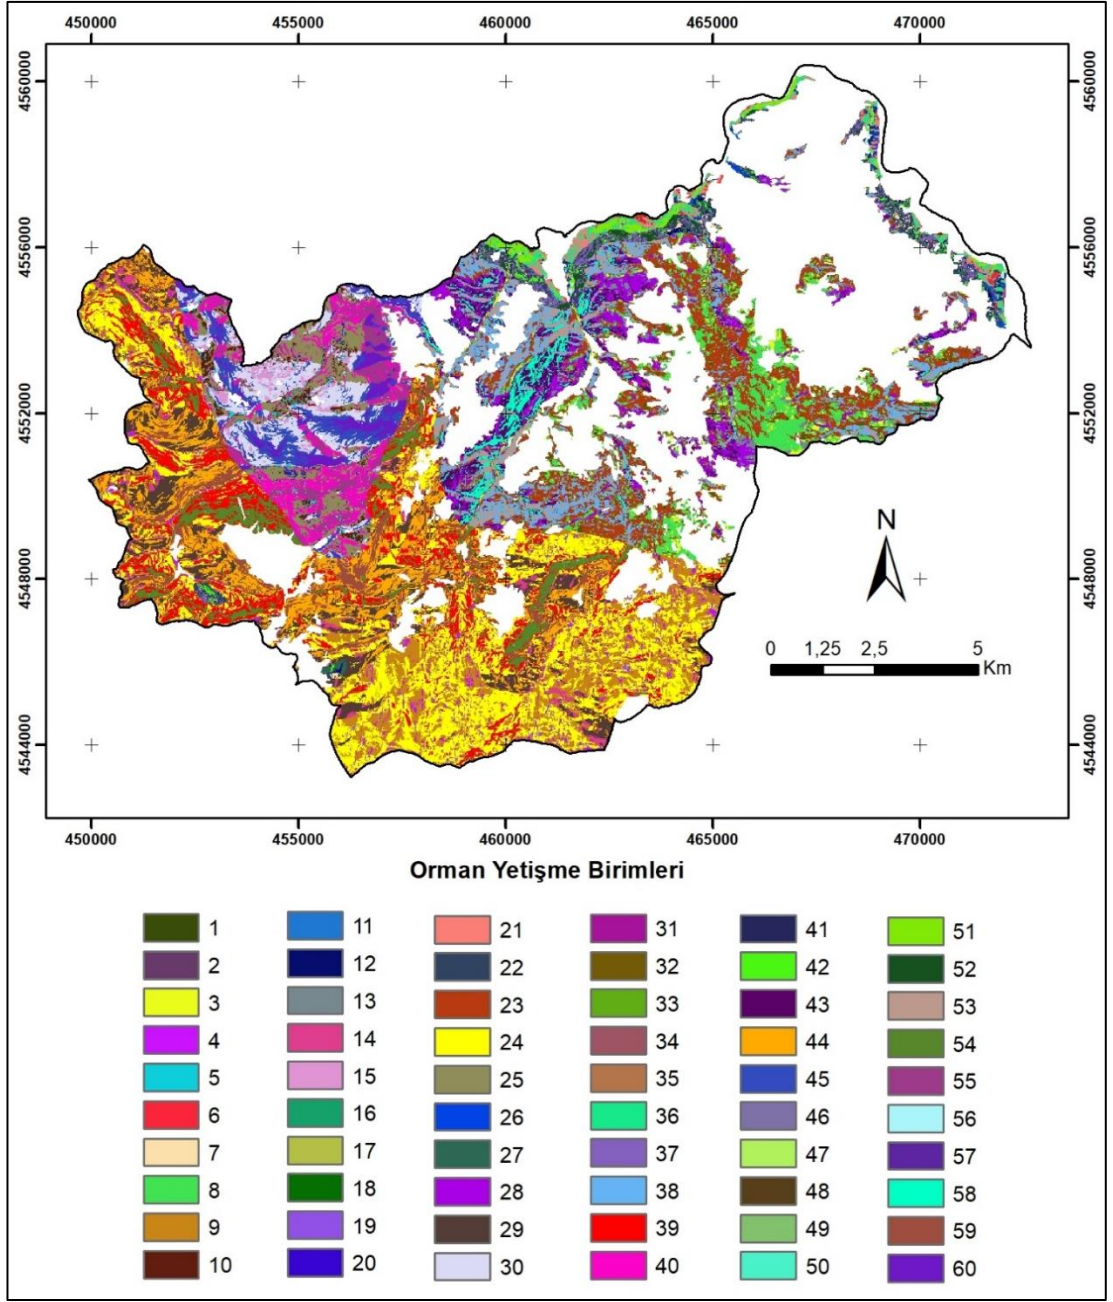 450000 455000 460000 465000 470000
4560000 4560000
4556000 4556000
4552000 4552000
N
4548000 4548000
0 1,25 2,5 5
Km
4544000 4544000
450000 455000 460000 465000 470000
Orman Yetişme Birimleri
1 11 21 31 41 51
2 12 22 32 42 52
3 13 23 33 43 53
4 14 24 34 44 54
5 15 25 35 45 55
6 16 26 36 46 56
7 17 27 37 47 57
8 18 28 38 48 58
9 19 29 39 49 59
10 20 30 40 50 60